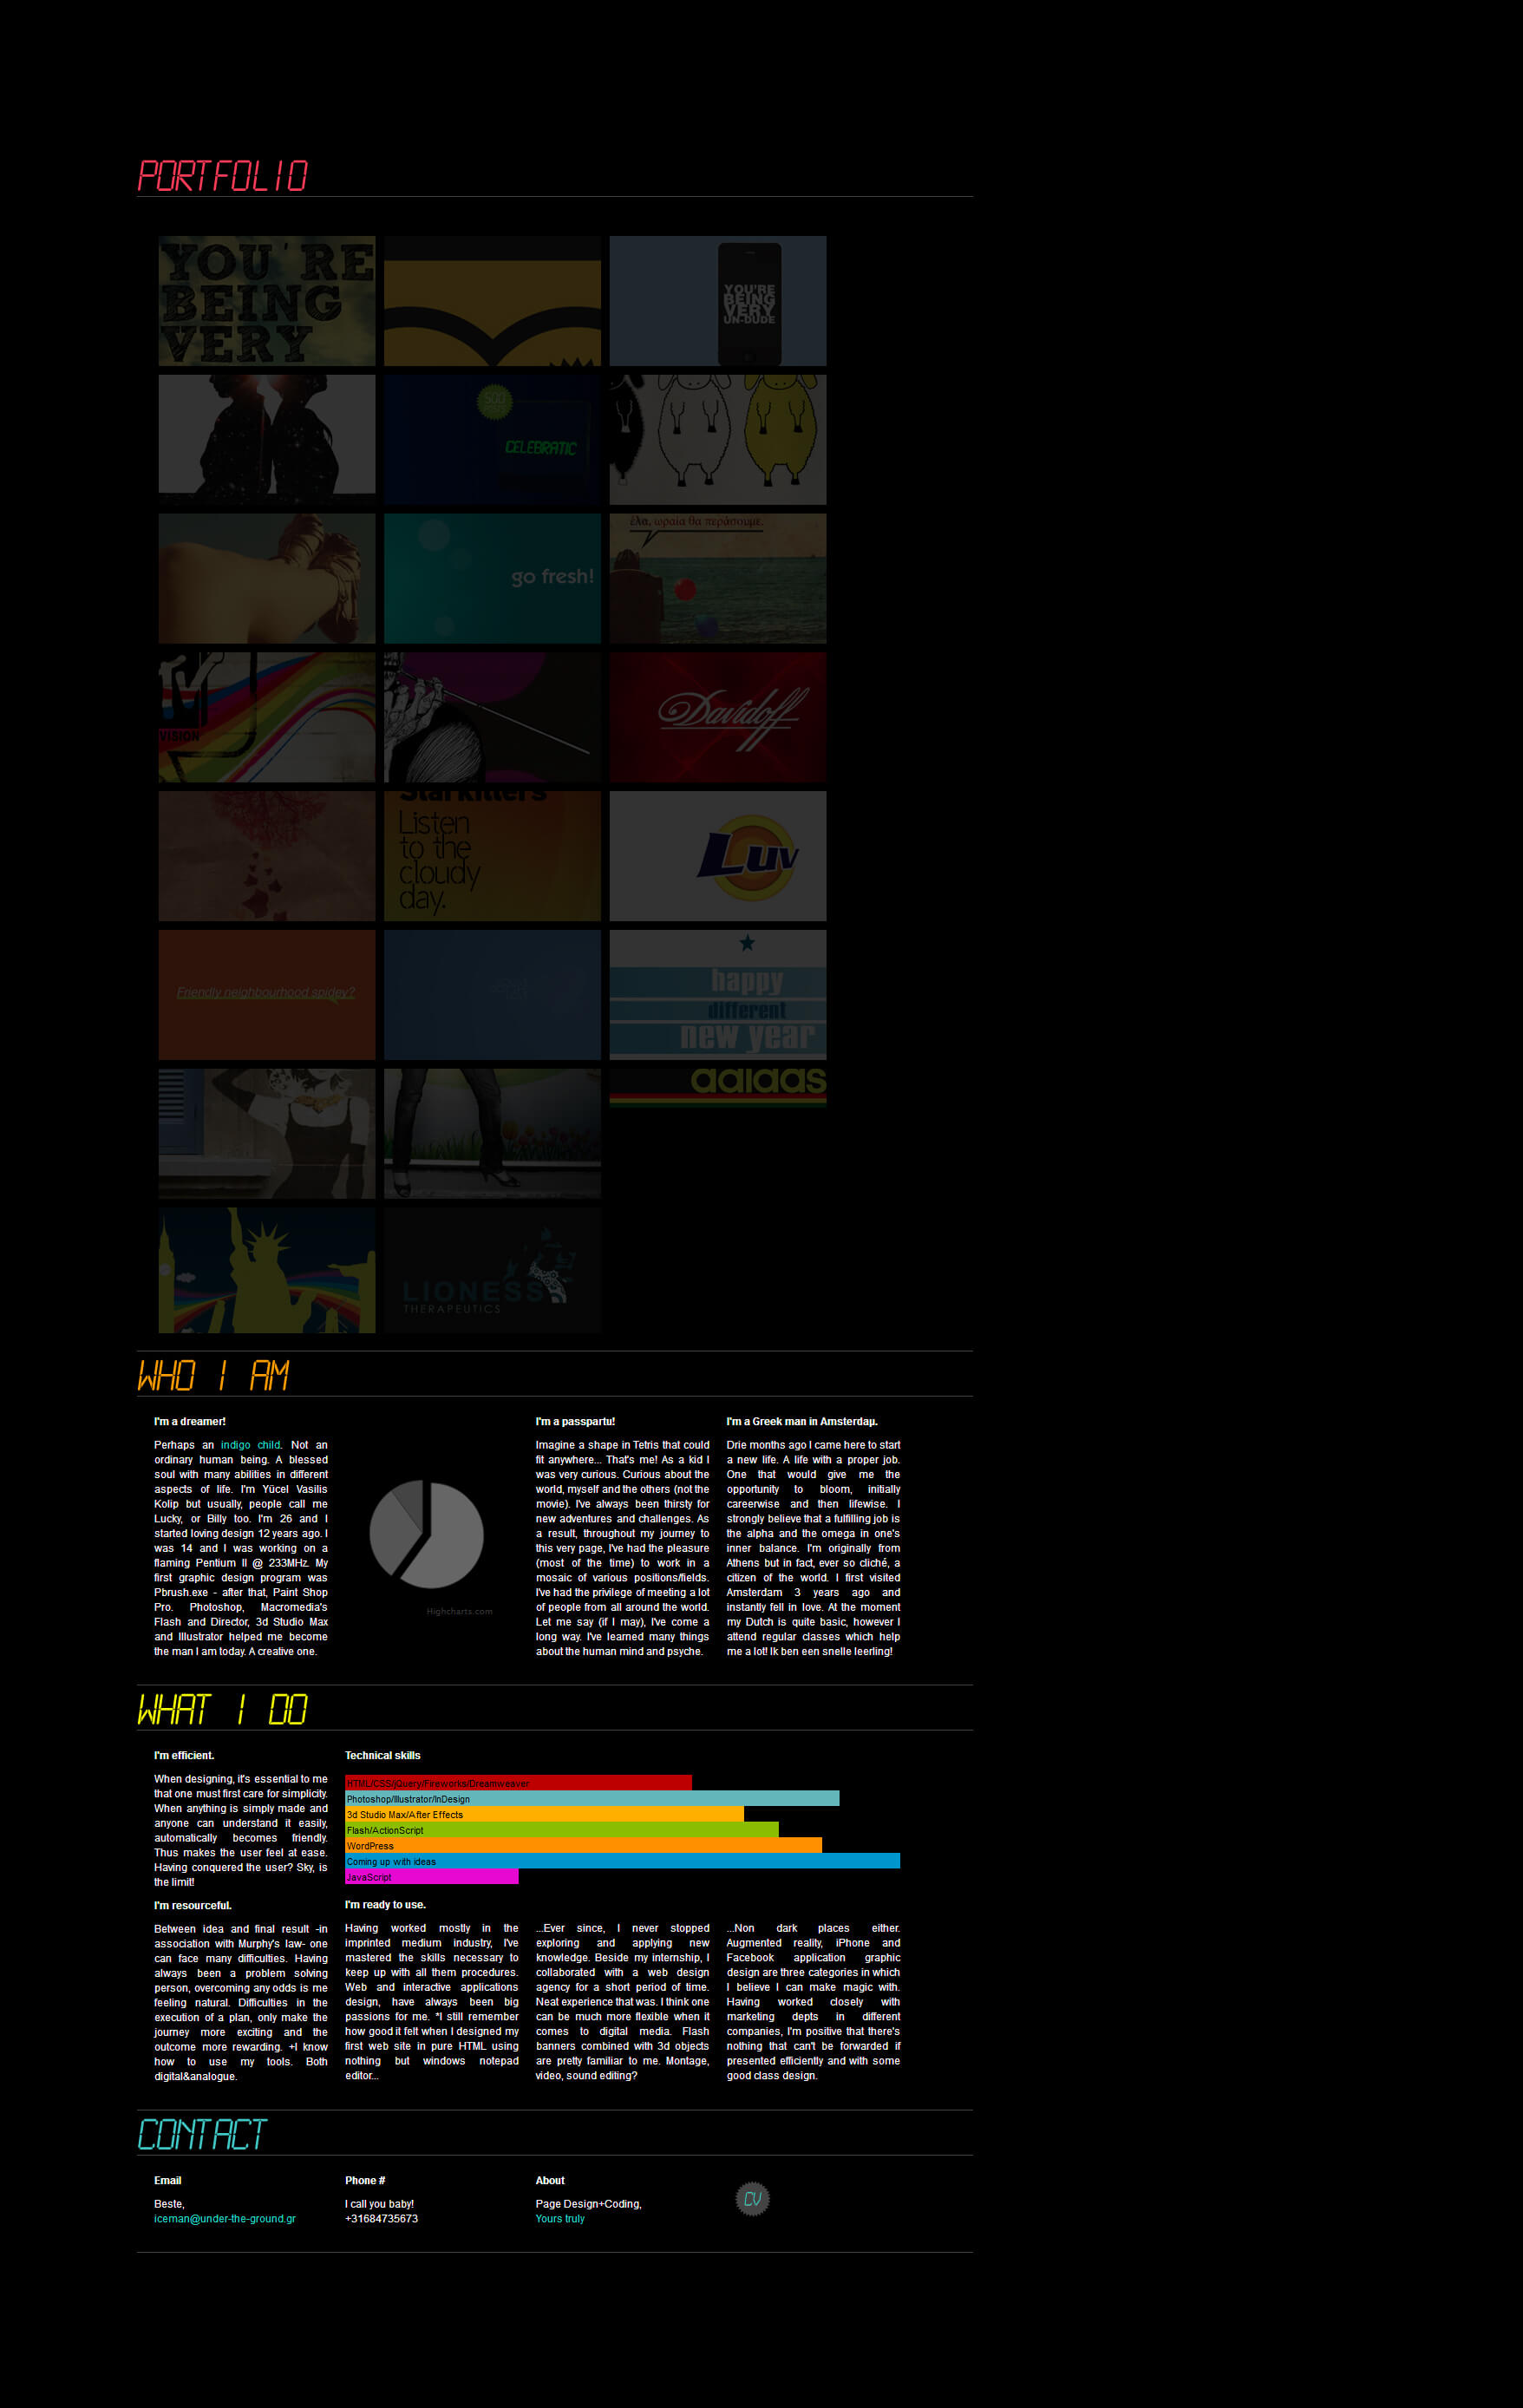 PORTFOLIO
YOU'RE
BEING
VERY
YOU'RE
BEING
VERY
UN-DUDE
500
CELEBRATIC
go fresh!
έλα, ωραία θα περάσουμε.
VISION
Davidoff
Starkillers
Listen
to the
cloudy
day.
Luv
Friendly neighbourhood spidey?
happy
different
new year
adidas
LIONESS
THERAPEUTICS
WHO I AM
I'm a dreamer!
Perhaps an indigo child. Not an
ordinary human being. A blessed
soul with many abilities in different
aspects of life. I'm Yücel Vasilis
Kolip but usually, people call me
Lucky, or Billy too. I'm 26 and I
started loving design 12 years ago. I
was 14 and I was working on a
flaming Pentium II @ 233MHz. My
first graphic design program was
Pbrush.exe - after that, Paint Shop
Pro. Photoshop, Macromedia's
Flash and Director, 3d Studio Max
and Illustrator helped me become
the man I am today. A creative one.
Highcharts.com
I'm a passpartu!
Imagine a shape in Tetris that could
fit anywhere... That's me! As a kid I
was very curious. Curious about the
world, myself and the others (not the
movie). I've always been thirsty for
new adventures and challenges. As
a result, throughout my journey to
this very page, I've had the pleasure
(most of the time) to work in a
mosaic of various positions/fields.
I've had the privilege of meeting a lot
of people from all around the world.
Let me say (if I may), I've come a
long way. I've learned many things
about the human mind and psyche.
I'm a Greek man in Amsterdaμ.
Drie months ago I came here to start
a new life. A life with a proper job.
One that would give me the
opportunity to bloom, initially
careerwise and then lifewise. I
strongly believe that a fulfilling job is
the alpha and the omega in one's
inner balance. I'm originally from
Athens but in fact, ever so cliché, a
citizen of the world. I first visited
Amsterdam 3 years ago and
instantly fell in love. At the moment
my Dutch is quite basic, however I
attend regular classes which help
me a lot! Ik ben een snelle leerling!
WHAT I DO
I'm efficient.
When designing, it's essential to me
that one must first care for simplicity.
When anything is simply made and
anyone can understand it easily,
automatically becomes friendly.
Thus makes the user feel at ease.
Having conquered the user? Sky, is
the limit!
Technical skills
HTML/CSS/jQuery/Fireworks/Dreamweaver
Photoshop/Illustrator/InDesign
3d Studio Max/After Effects
Flash/ActionScript
WordPress
Coming up with ideas
JavaScript
I'm resourceful.
Between idea and final result -in
association with Murphy's law- one
can face many difficulties. Having
always been a problem solving
person, overcoming any odds is me
feeling natural. Difficulties in the
execution of a plan, only make the
journey more exciting and the
outcome more rewarding. +I know
how to use my tools. Both
digital&analogue.
I'm ready to use.
Having worked mostly in the
imprinted medium industry, I've
mastered the skills necessary to
keep up with all them procedures.
Web and interactive applications
design, have always been big
passions for me. *I still remember
how good it felt when I designed my
first web site in pure HTML using
nothing but windows notepad
editor...
...Ever since, I never stopped
exploring and applying new
knowledge. Beside my internship, I
collaborated with a web design
agency for a short period of time.
Neat experience that was. I think one
can be much more flexible when it
comes to digital media. Flash
banners combined with 3d objects
are pretty familiar to me. Montage,
video, sound editing?
...Non dark places either.
Augmented reality, iPhone and
Facebook application graphic
design are three categories in which
I believe I can make magic with.
Having worked closely with
marketing depts in different
companies, I'm positive that there's
nothing that can't be forwarded if
presented efficiently and with some
good class design.
CONTACT
Email
Beste,
iceman@under-the-ground.gr
Phone #
I call you baby!
+31684735673
About
Page Design+Coding,
Yours truly
CV